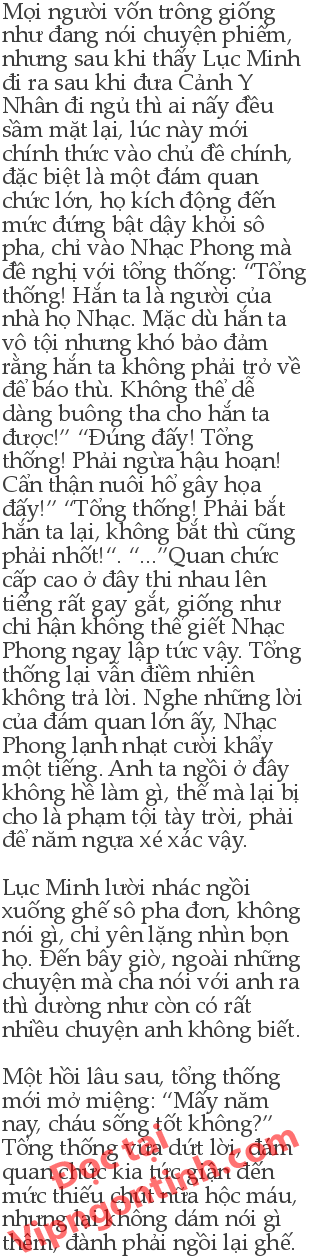 Mọi người vốn trông giống
như đang nói chuyện phiếm,
nhưng sau khi thấy Lục Minh
đi ra sau khi đưa Cảnh Y
Nhân đi ngủ thì ai nấy đều
sầm mặt lại, lúc này mới
chính thức vào chủ đề chính,
đặc biệt là một đám quan
chức lớn, họ kích động đến
mức đứng bật dậy khỏi sô
pha, chỉ vào Nhạc Phong mà
đề nghị với tổng thống: “Tổng
thống! Hắn ta là người của
nhà họ Nhạc. Mặc dù hắn ta
vô tội nhưng khó bảo đảm
rằng hắn ta không phải trở về
để báo thù. Không thể dễ
dàng buông tha cho hắn ta
được!” “Đúng đấy! Tổng
thống! Phải ngừa hậu hoạn!
Cẩn thận nuôi hổ gây họa
đấy!” “Tổng thống! Phải bắt
hắn ta lại, không bắt thì cũng
phải nhốt!“. “...”Quan chức
cấp cao ở đây thi nhau lên
tiếng rất gay gắt, giống như
chỉ hận không thể giết Nhạc
Phong ngay lập tức vậy. Tổng
thống lại vẫn điềm nhiên
không trả lời. Nghe những lời
của đám quan lớn ấy, Nhạc
Phong lạnh nhạt cười khẩy
một tiếng. Anh ta ngồi ở đây
không hề làm gì, thế mà lại bị
cho là phạm tội tày trời, phải
để năm ngựa xé xác vậy.
Lục Minh lười nhác ngồi
xuống ghế sô pha đơn, không
nói gì, chỉ yên lặng nhìn bọn
họ. Đến bây giờ, ngoài những
chuyện mà cha nói với anh ra
thì dường như còn có rất
nhiều chuyện anh không biết.
Một hồi lâu sau, tổng thống
mới mở miệng: “Mấy năm
nay, cháu sống tốt không?”
Tổng thống vừa dứt lời, đám
quan chức kia tức giận đến
mức thiếu chút nữa hộc máu,
nhưng lại không dám nói gì
thêm, đành phải ngồi lại ghế.
Đọc tại
Vipngontinh.com